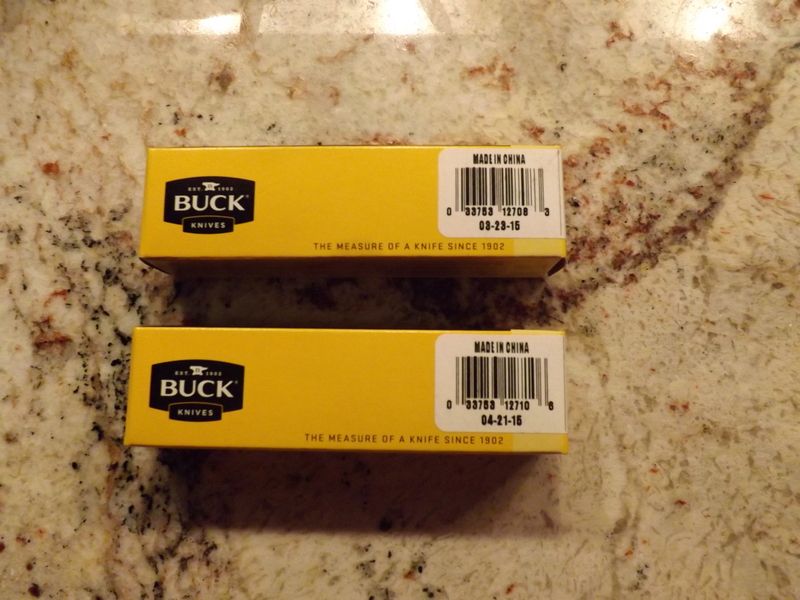 EST. 1902
BUCK®
KNIVES
THE MEASURE OF A KNIFE SINCE 1902
MADE IN CHINA
0 33753 12708 3
03-23-15
EST. 1902
BUCK®
KNIVES
THE MEASURE OF A KNIFE SINCE 1902
MADE IN CHINA
0 33753 12710 6
04-21-15